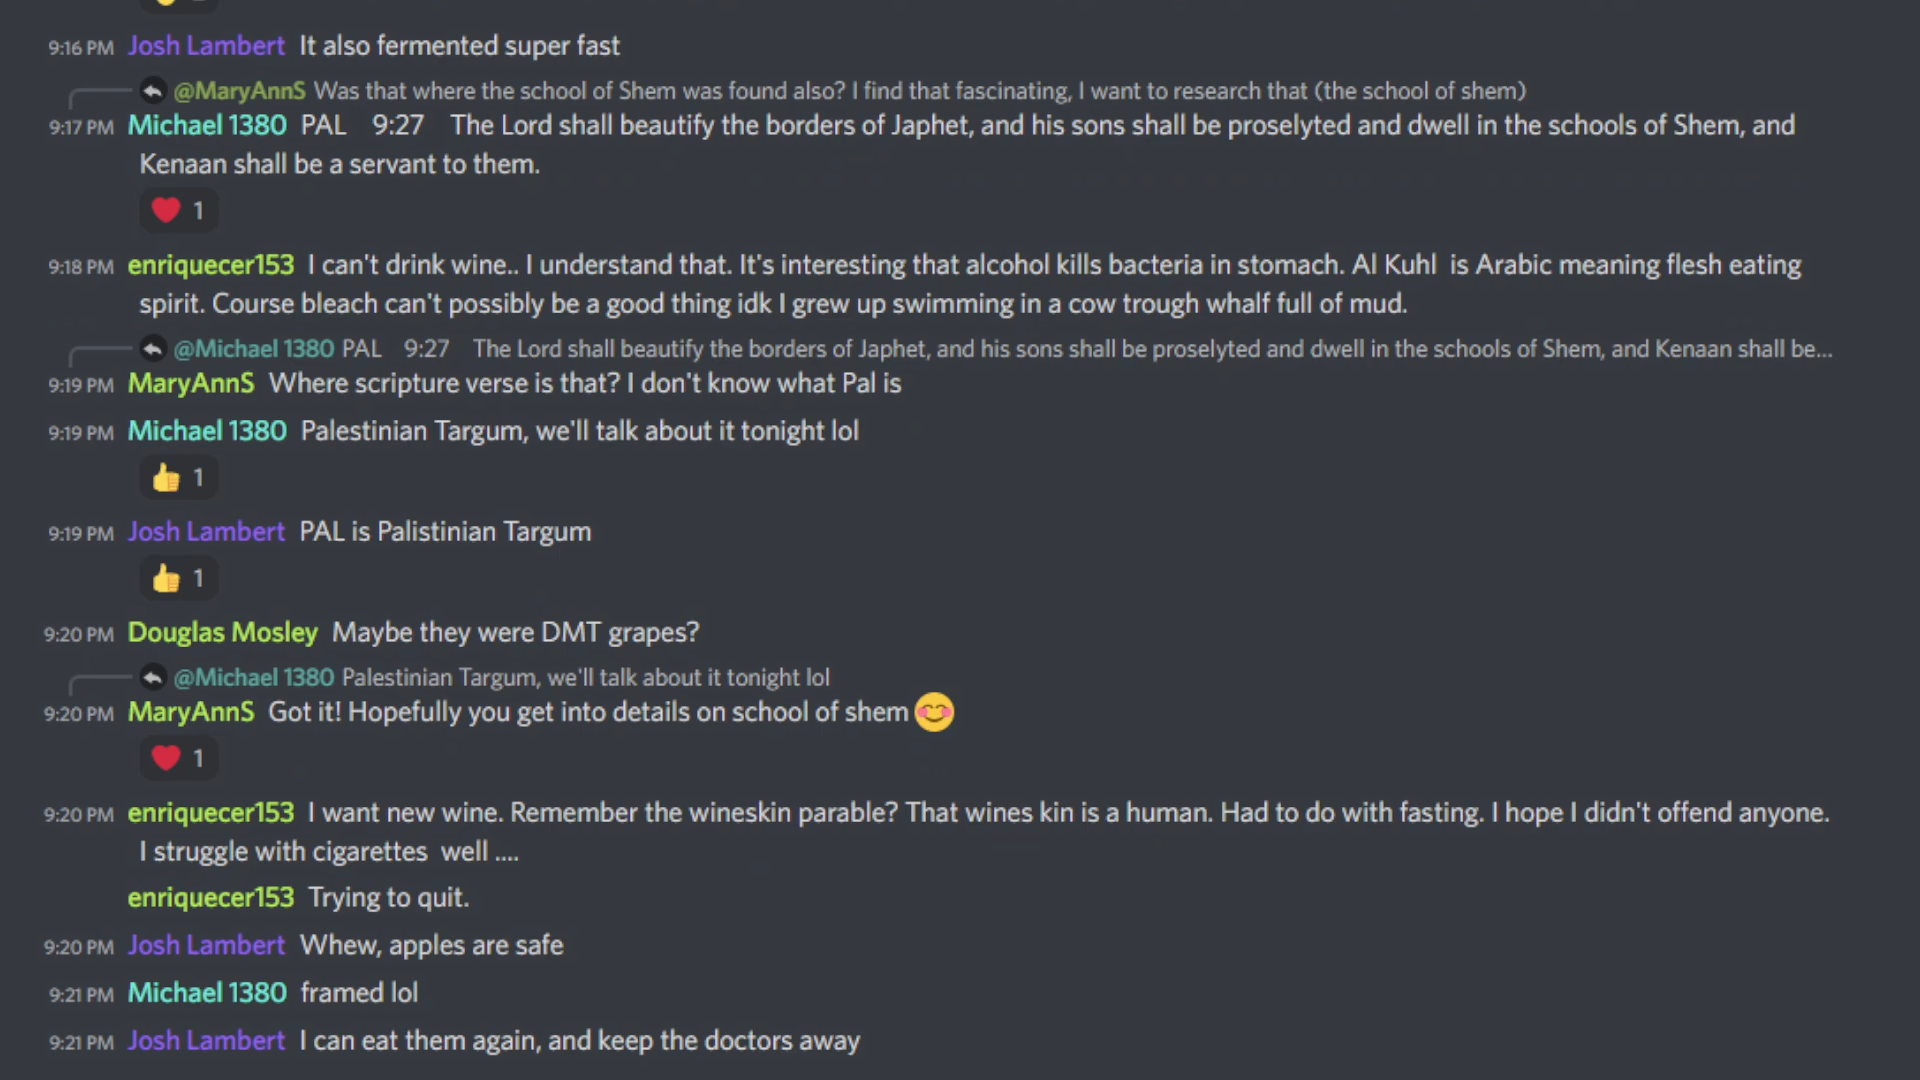 9:16 PM Josh Lambert It also fermented super fast
@MaryAnnS Was that where the school of Shem was found also? I find that fascinating, I want to research that (the school of shem)
9:17 PM Michael 1380 PAL 9:27 The Lord shall beautify the borders of Japhet, and his sons shall be proselyted and dwell in the schools of Shem, and
Kenaan shall be a servant to them.
1
9:18 PM enriquecer153 I can't drink wine.. I understand that. It's interesting that alcohol kills bacteria in stomach. Al Kuhl is Arabic meaning flesh eating
spirit. Course bleach can't possibly be a good thing idk I grew up swimming in a cow trough whalf full of mud.
@Michael 1380 PAL 9:27 The Lord shall beautify the borders of Japhet, and his sons shall be proselyted and dwell in the schools of Shem, and Kenaan shall be...
9:19 PM MaryAnnS Where scripture verse is that? I don't know what Pal is
9:19 PM Michael 1380 Palestinian Targum, we'll talk about it tonight lol
1
9:19 PM Josh Lambert PAL is Palistinian Targum
1
9:20 PM Douglas Mosley Maybe they were DMT grapes?
@Michael 1380 Palestinian Targum, we'll talk about it tonight lol
9:20 PM MaryAnnS Got it! Hopefully you get into details on school of shem 😊
1
9:20 PM enriquecer153 I want new wine. Remember the wineskin parable? That wines kin is a human. Had to do with fasting. I hope I didn't offend anyone.
I struggle with cigarettes well ....
enriquecer153 Trying to quit.
9:20 PM Josh Lambert Whew, apples are safe
9:21 PM Michael 1380 framed lol
9:21 PM Josh Lambert I can eat them again, and keep the doctors away